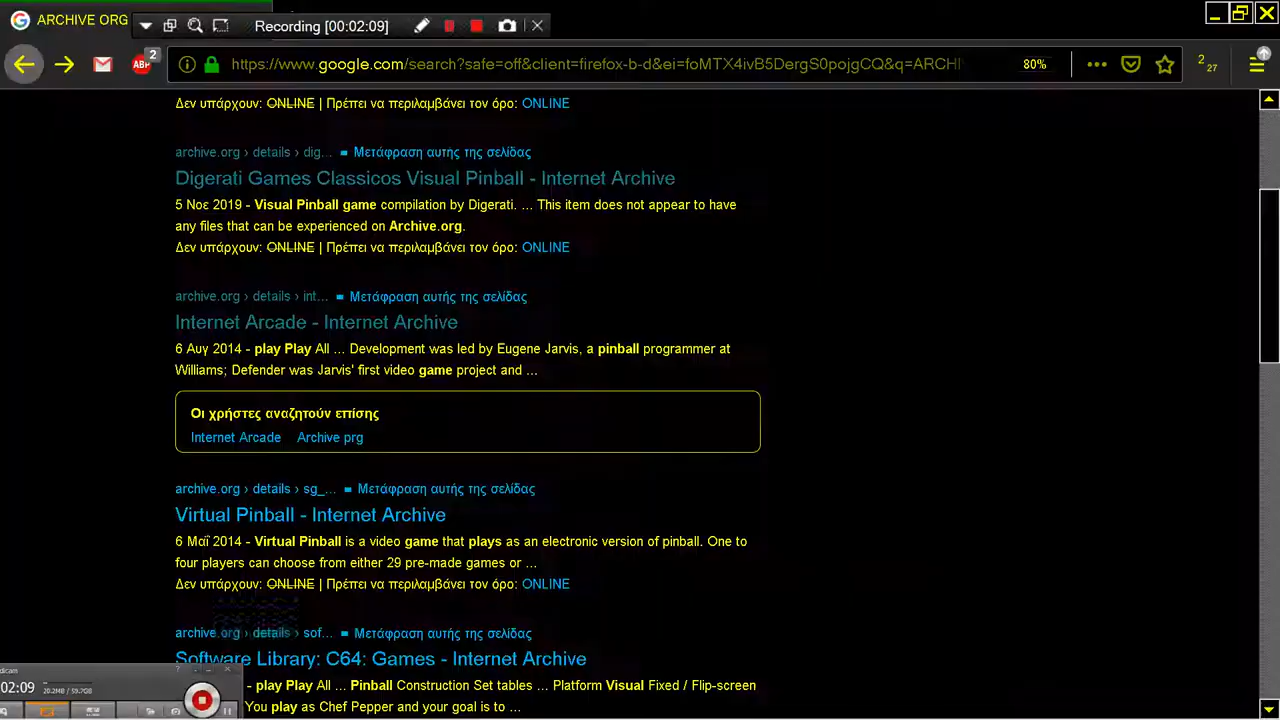 ARCHIVE ORG
Recording [00:02:09]
ABP
2
https://www.google.com/search?safe=off&client=firefox-b-d&ei=foMTX4ivB5DergS0pojgCQ&q=ARCHI
80%
2
27
Δεν υπάρχουν: ONLINE | Πρέπει να περιλαμβάνει τον όρο: ONLINE
archive.org › details › dig... Μετάφραση αυτής της σελίδας
Digerati Games Classicos Visual Pinball - Internet Archive
5 Νοε 2019 - Visual Pinball game compilation by Digerati. ... This item does not appear to have
any files that can be experienced on Archive.org.
Δεν υπάρχουν: ONLINE | Πρέπει να περιλαμβάνει τον όρο: ONLINE
archive.org › details › int... Μετάφραση αυτής της σελίδας
Internet Arcade - Internet Archive
6 Αυγ 2014 - play Play All ... Development was led by Eugene Jarvis, a pinball programmer at
Williams; Defender was Jarvis' first video game project and ...
Οι χρήστες αναζητούν επίσης
Internet Arcade Archive prg
archive.org › details › sg_... Μετάφραση αυτής της σελίδας
Virtual Pinball - Internet Archive
6 Μαΐ 2014 - Virtual Pinball is a video game that plays as an electronic version of pinball. One to
four players can choose from either 29 pre-made games or ...
Δεν υπάρχουν: ONLINE | Πρέπει να περιλαμβάνει τον όρο: ONLINE
archive.org › details › sof... Μετάφραση αυτής της σελίδας
Software Library: C64: Games - Internet Archive
- play Play All ... Pinball Construction Set tables ... Platform Visual Fixed / Flip-screen
You play as Chef Pepper and your goal is to ...
dicam
02:09
20.2MB / 59.7GB